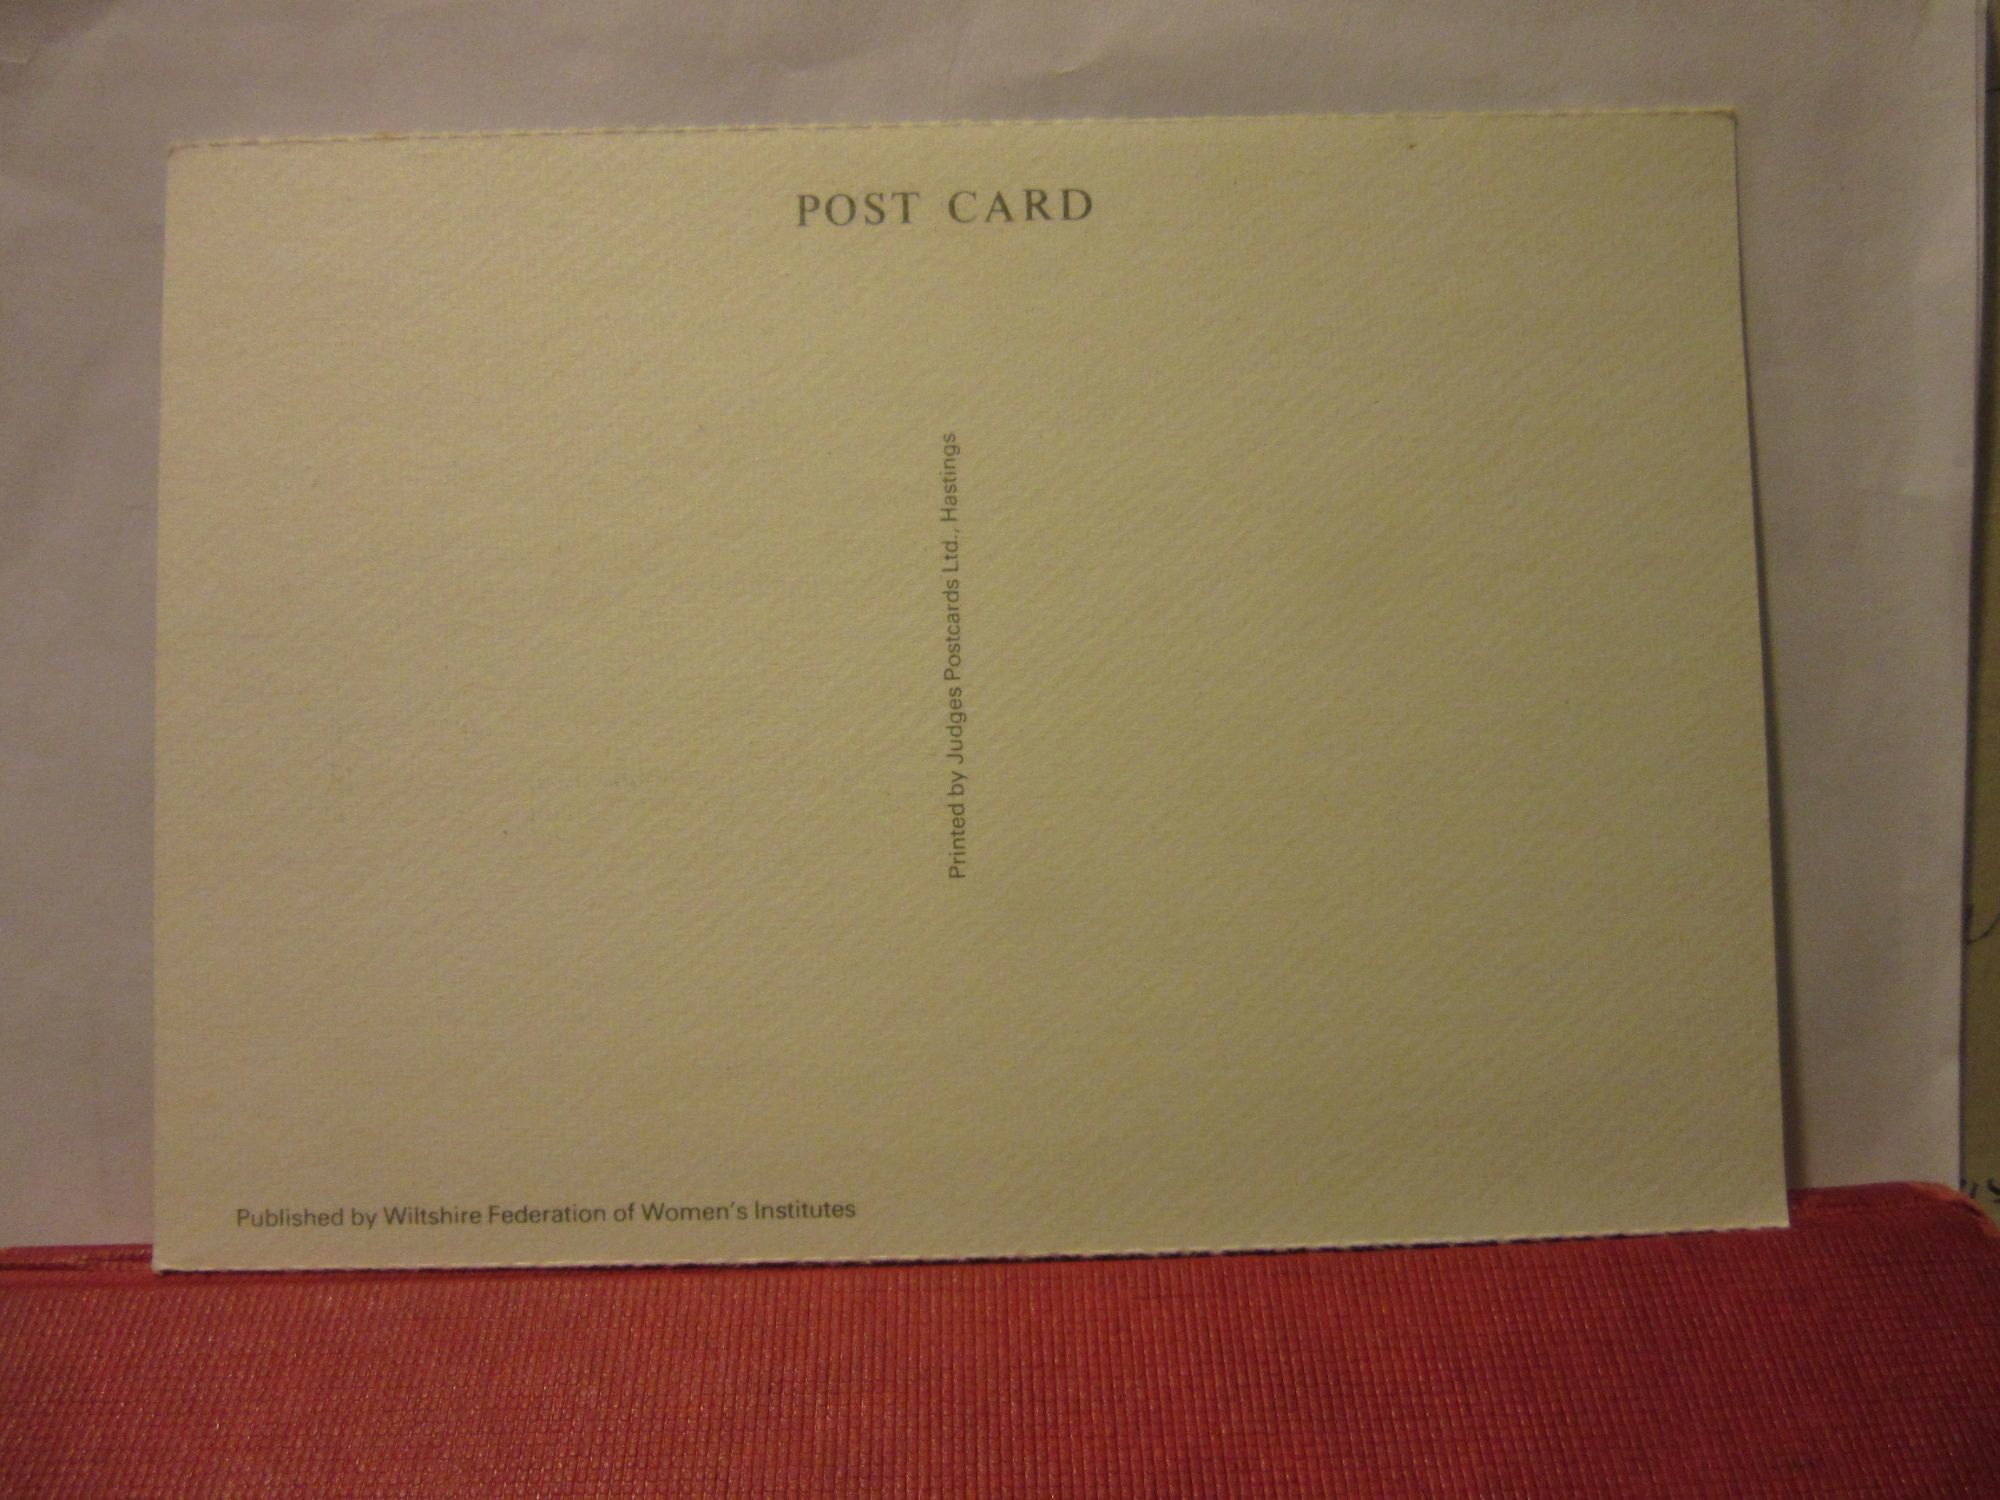 POST CARD
Printed by Judges Postcards Ltd., Hastings
Published by Wiltshire Federation of Women's Institutes